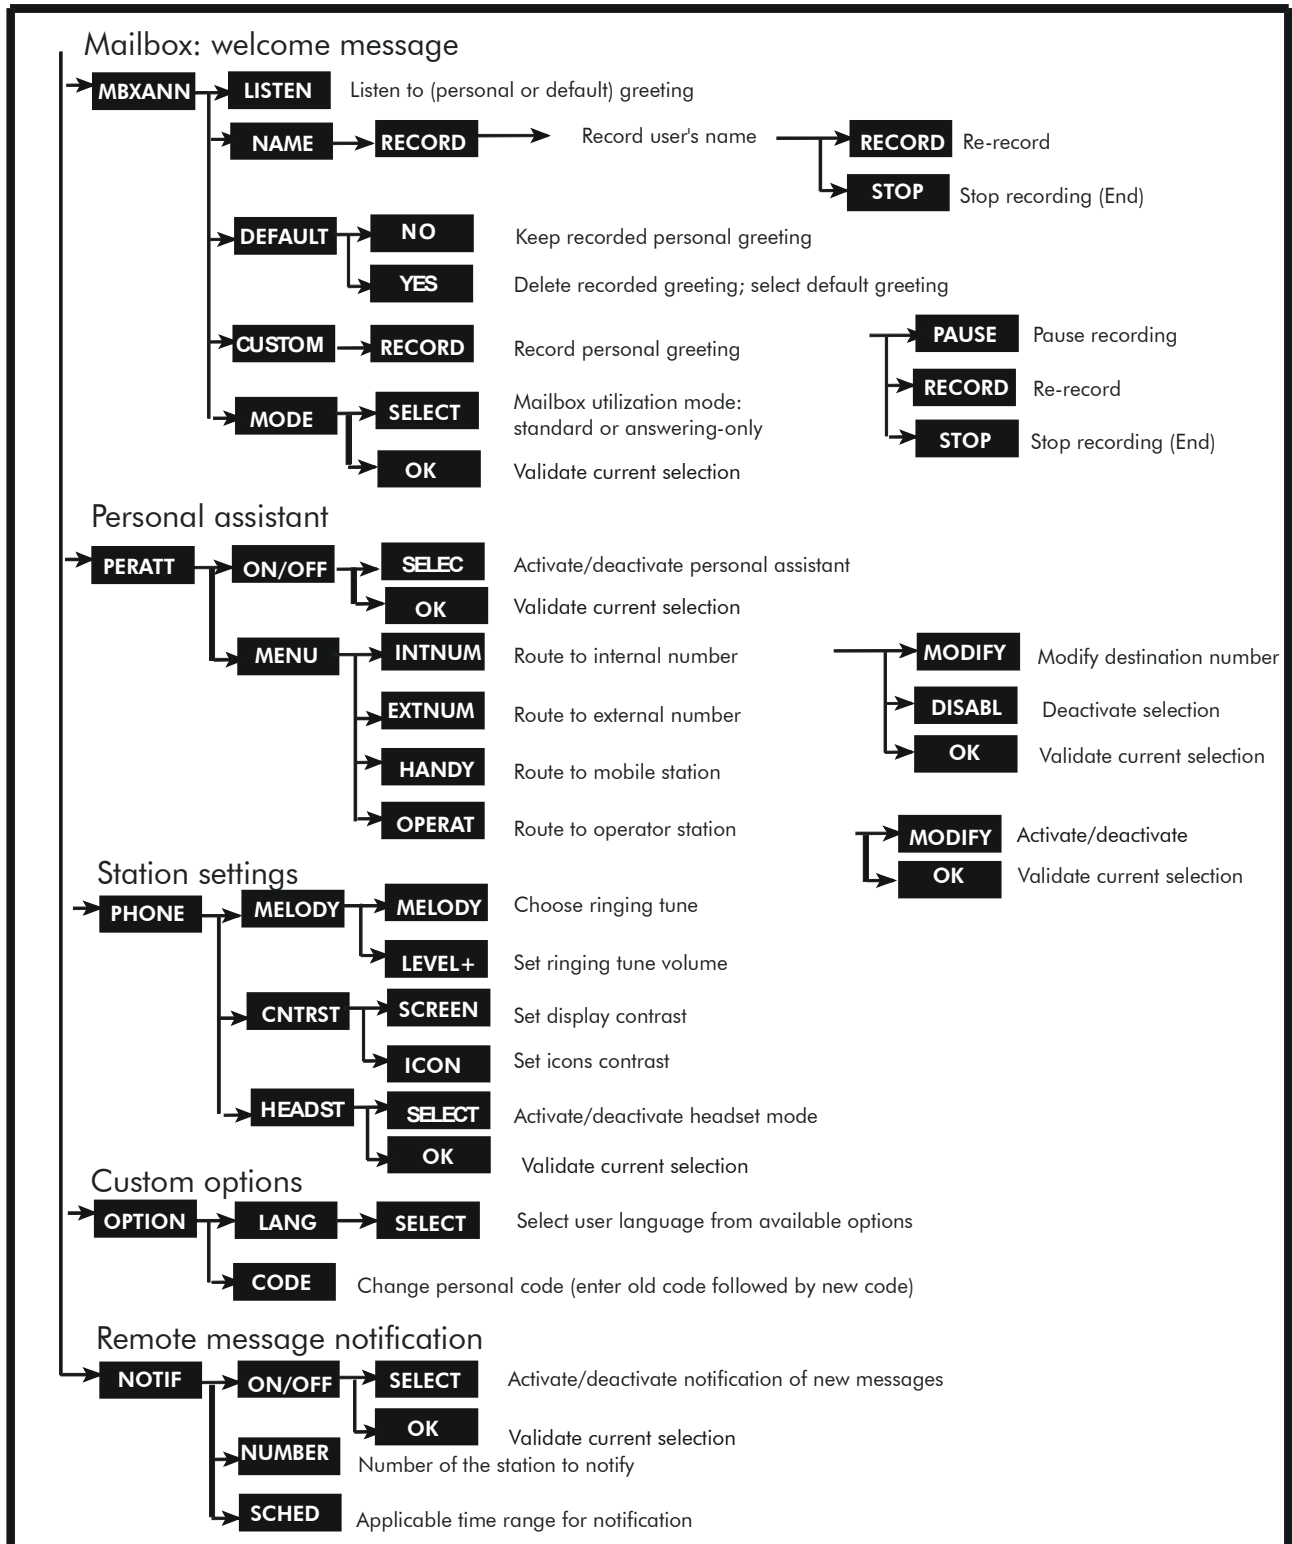 Mailbox: welcome message
MBXANN LISTEN Listen to (personal or default) greeting
NAME RECORD Record user's name RECORD Re-record
STOP Stop recording (End)
DEFAULT NO Keep recorded personal greeting
YES Delete recorded greeting; select default greeting
PAUSE Pause recording
CUSTOM RECORD Record personal greeting
RECORD Re-record
MODE SELECT Mailbox utilization mode:
standard or answering-only
STOP Stop recording (End)
OK Validate current selection
Personal assistant
PERATT ON/OFF SELEC Activate/deactivate personal assistant
OK Validate current selection
MENU INTNUM Route to internal number MODIFY Modify destination number
EXTNUM Route to external number DISABL Deactivate selection
OK Validate current selection
HANDY Route to mobile station
OPERAT Route to operator station MODIFY Activate/deactivate
OK Validate current selection
Station settings
PHONE MELODY MELODY Choose ringing tune
LEVEL+ Set ringing tune volume
CNTRST SCREEN Set display contrast
ICON Set icons contrast
HEADST SELECT Activate/deactivate headset mode
OK Validate current selection
Custom options
OPTION LANG SELECT Select user language from available options
CODE Change personal code (enter old code followed by new code)
Remote message notification
NOTIF ON/OFF SELECT Activate/deactivate notification of new messages
OK Validate current selection
NUMBER Number of the station to notify
SCHED Applicable time range for notification